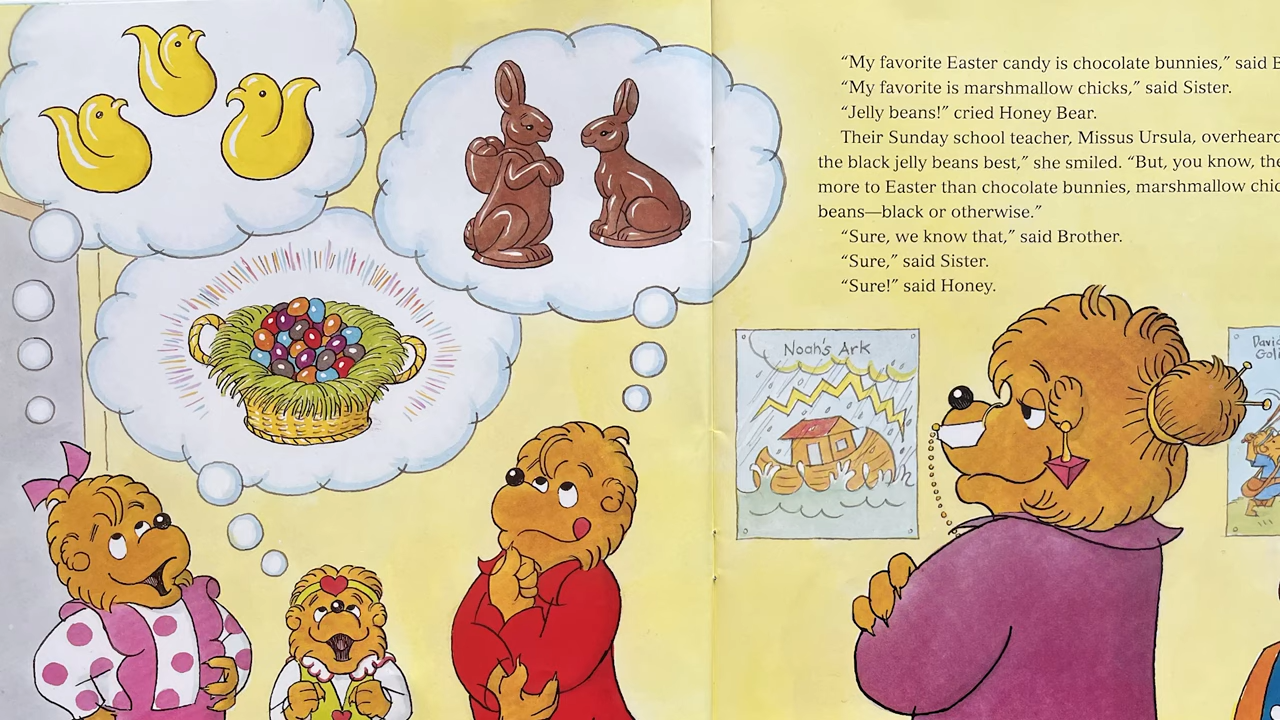 “My favorite Easter candy is chocolate bunnies,” said
“My favorite is marshmallow chicks,” said Sister.
“Jelly beans!” cried Honey Bear.
Their Sunday school teacher, Missus Ursula, overheard
the black jelly beans best,” she smiled. “But, you know,
more to Easter than chocolate bunnies, marshmallow
beans—black or otherwise.”
“Sure, we know that,” said Brother.
“Sure,” said Sister.
“Sure!” said Honey.
Noah's Ark